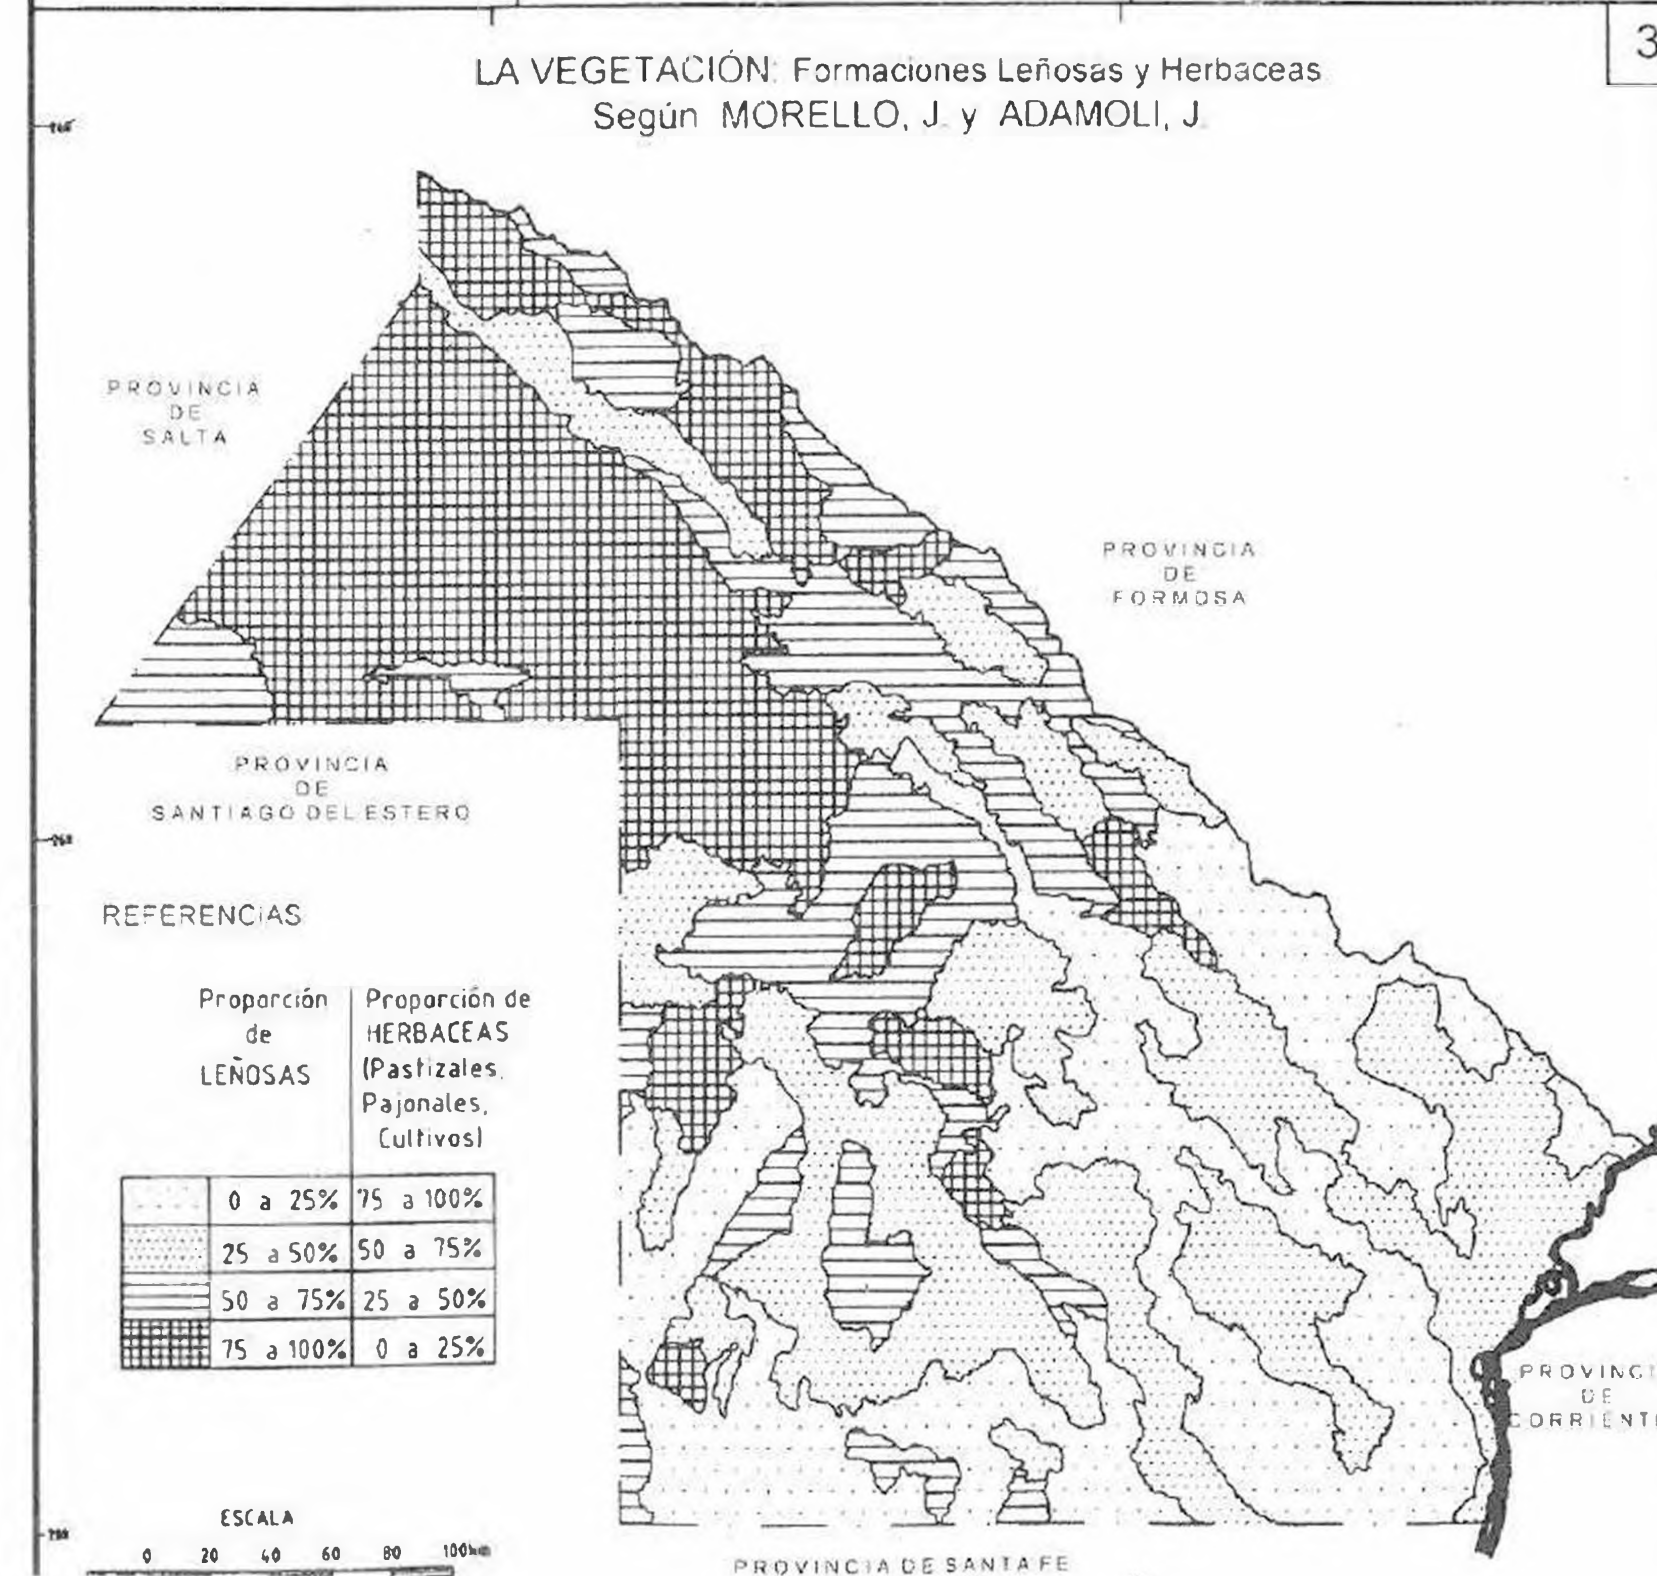 3
LA VEGETACIÓN: Formaciones Leñosas y Herbaceas
Según MORELLO, J. y ADAMOLI, J.
PROVINCIA
DE
SALTA
PROVINCIA
DE
FORMOSA
PROVINCIA
DE
SANTIAGO DEL ESTERO
REFERENCIAS
Proporción
de
LEÑOSAS
Proporción de
HERBACEAS
(Pastizales,
Pajonales,
Cultivos)
0 a 25% 75 a 100%
25 a 50% 50 a 75%
50 a 75% 25 a 50%
75 a 100% 0 a 25%
PROVINCI
DE
CORRIENT
ESCALA
0 20 40 60 80 100km
PROVINCIA DE SANTA FE